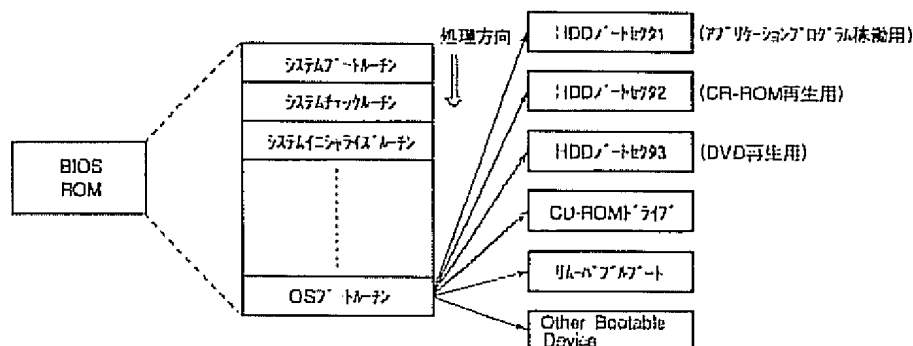 BIOS
ROM
処理方向
システムブートルーチン
システムチェックルーチン
システムイニシャライズルーチン
OSブートルーチン
HDDブートセクタ1 (アプリケーションプログラム稼働用)
HDDブートセクタ2 (CR-ROM再生用)
HDDブートセクタ3 (DVD再生用)
CD-ROMドライブ
リムーバブルブート
Other Bootable
Device